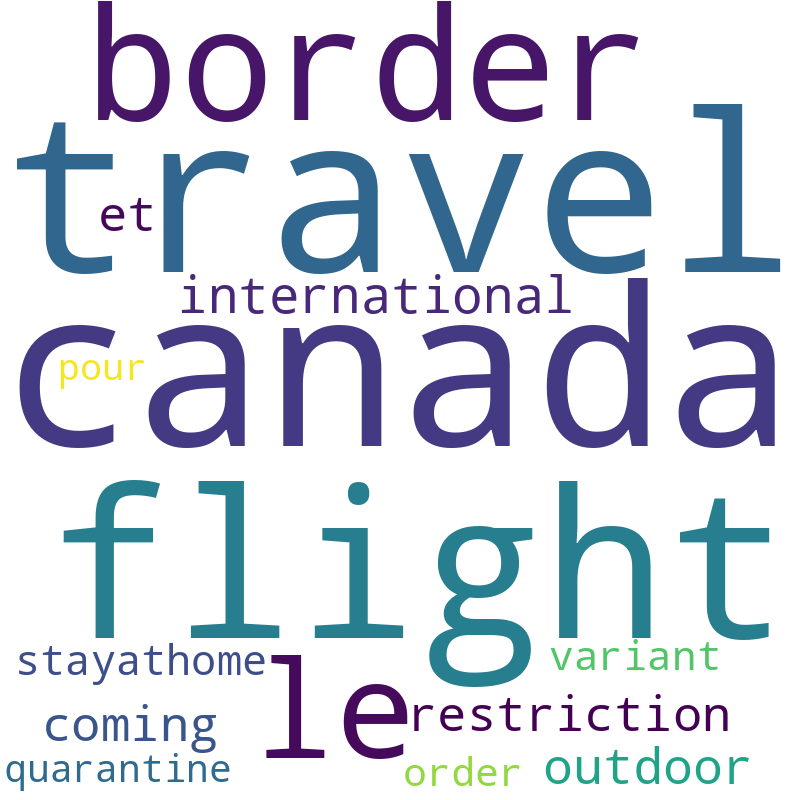 border
travel
et
international
canada
pour
flight
stayathome
variant
le
restriction
coming
quarantine
order
outdoor